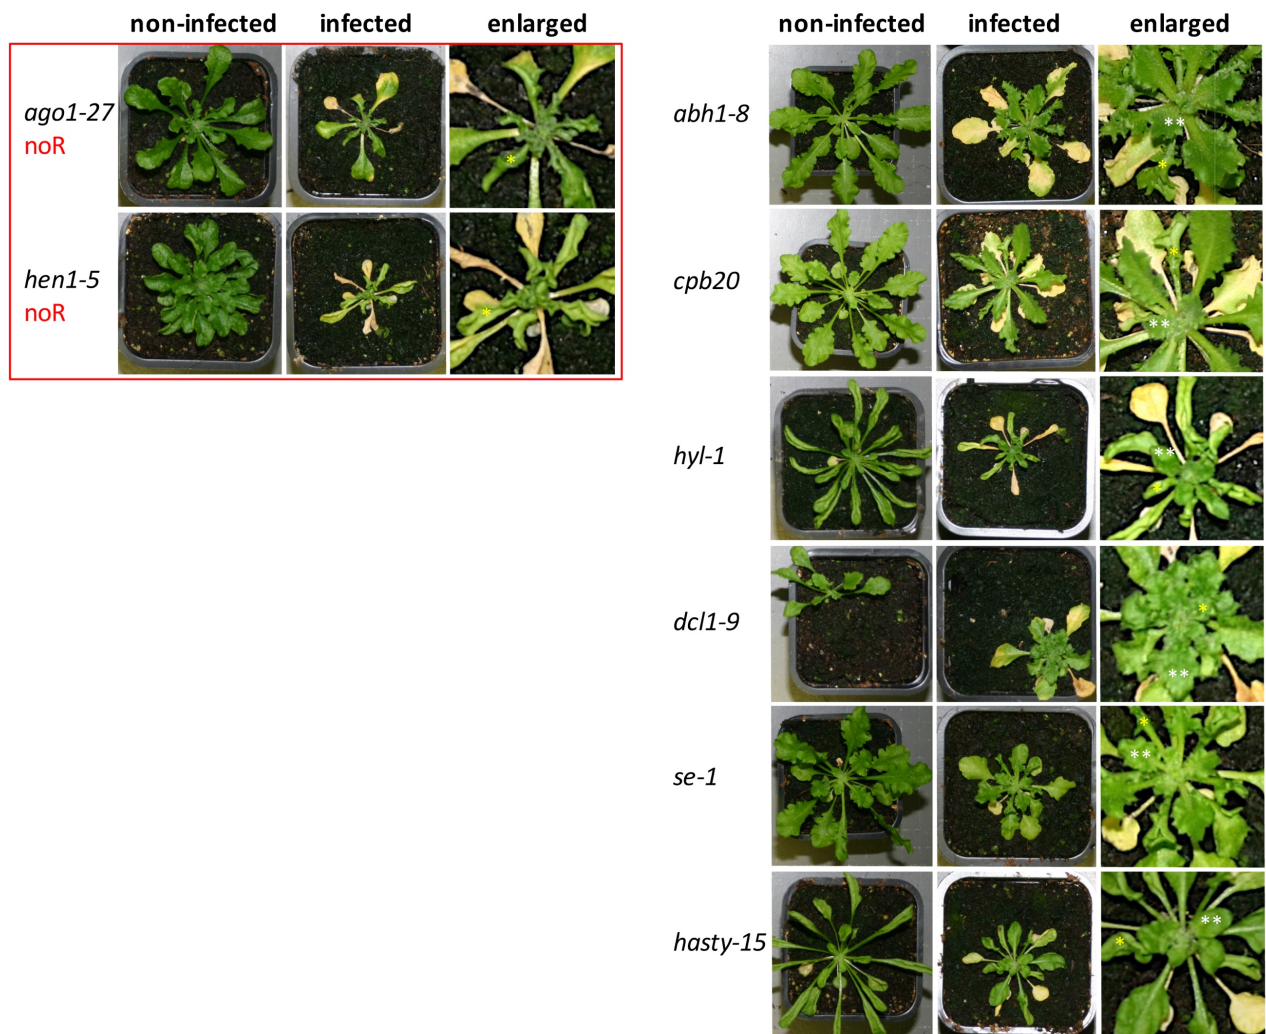 non-infected infected enlarged
ago1-27
noR
*
hen1-5
noR
*
non-infected infected enlarged
abh1-8
**
*
cpb20
*
**
hyl-1
**
*
dcl1-9
*
**
se-1
*
**
hasty-15
**
*